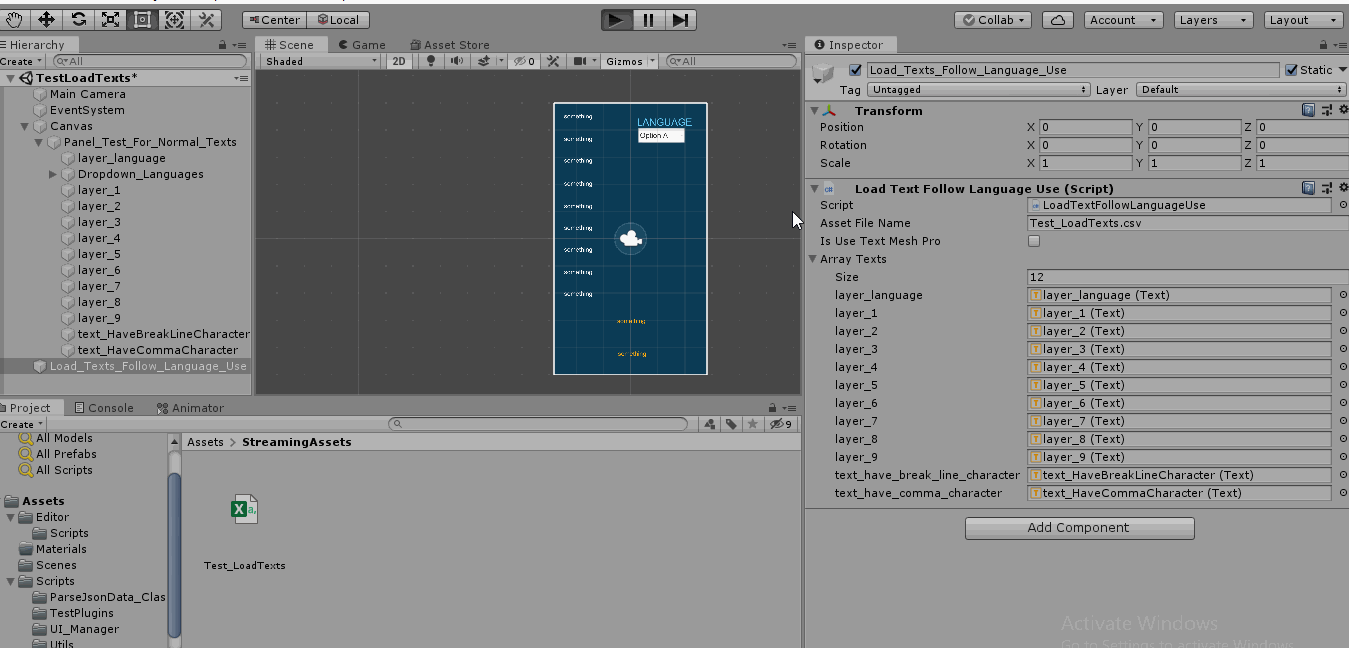 Center Local Collab Account Layers Layout
Hierarchy
Create All
TestLoadTexts*
Main Camera
EventSystem
Canvas
Panel_Test_For_Normal_Texts
layer_language
Dropdown_Languages
layer_1
layer_2
layer_3
layer_4
layer_5
layer_6
layer_7
layer_8
layer_9
text_HaveBreakLineCharacter
text_HaveCommaCharacter
Load_Texts_Follow_Language_Use
Scene Game Asset Store
Shaded 2D 0 Gizmos All
something
LANGUAGE
Option A
something
something
something
something
something
something
something
something
something
something
Project Console Animator
Create 9
All Models
All Prefabs
All Scripts
Assets
Editor
Scripts
Materials
Scenes
Scripts
ParseJsonData_Clas
TestPlugins
UI_Manager
Utils
Assets > StreamingAssets
a,
Test_LoadTexts
Inspector
Load_Texts_Follow_Language_Use Static
Tag Untagged Layer Default
Transform
Position X 0 Y 0 Z 0
Rotation X 0 Y 0 Z 0
Scale X 1 Y 1 Z 1
Load Text Follow Language Use (Script)
Script LoadTextFollowLanguageUse
Asset File Name Test_LoadTexts.csv
Is Use Text Mesh Pro
Array Texts
Size 12
layer_language layer_language (Text)
layer_1 layer_1 (Text)
layer_2 layer_2 (Text)
layer_3 layer_3 (Text)
layer_4 layer_4 (Text)
layer_5 layer_5 (Text)
layer_6 layer_6 (Text)
layer_7 layer_7 (Text)
layer_8 layer_8 (Text)
layer_9 layer_9 (Text)
text_have_break_line_character text_HaveBreakLineCharacter (Text)
text_have_comma_character text_HaveCommaCharacter (Text)
Add Component
Activate Windows
Go to Settings to activate Windows.